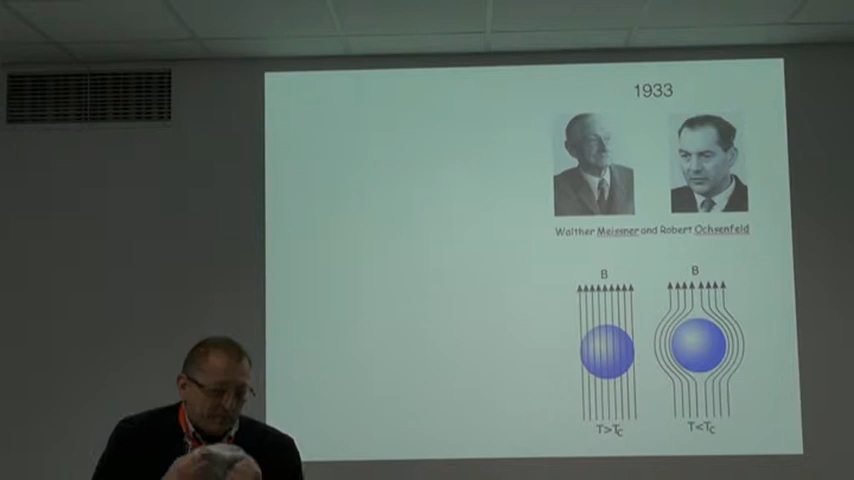 1933
Walther Meissner and Robert Ochsenfeld
B
B
T>Tc
T<Tc